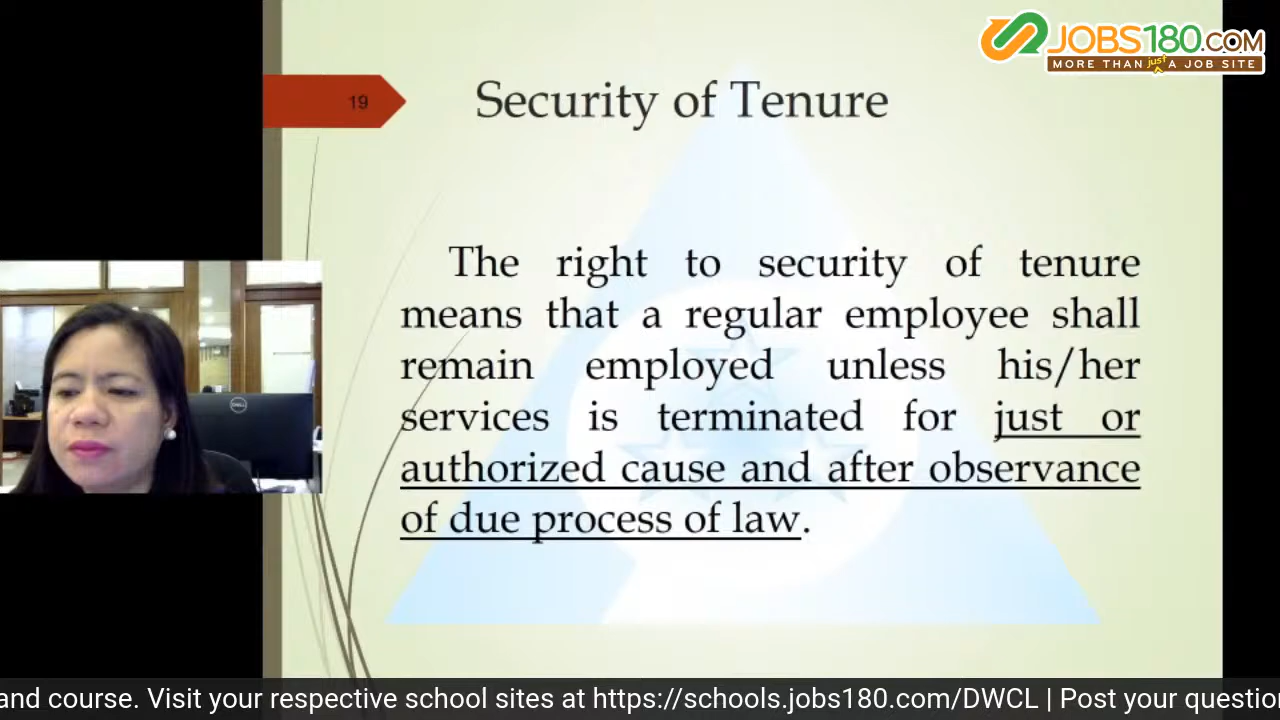 JOBS180.COM
MORE THAN just A JOB SITE
19
Security of Tenure
The right to security of tenure
means that a regular employee shall
remain employed unless his/her
services is terminated for just or
authorized cause and after observance
of due process of law.
DELL
and course. Visit your respective school sites at https://schools.jobs180.com/DWCL | Post your questio